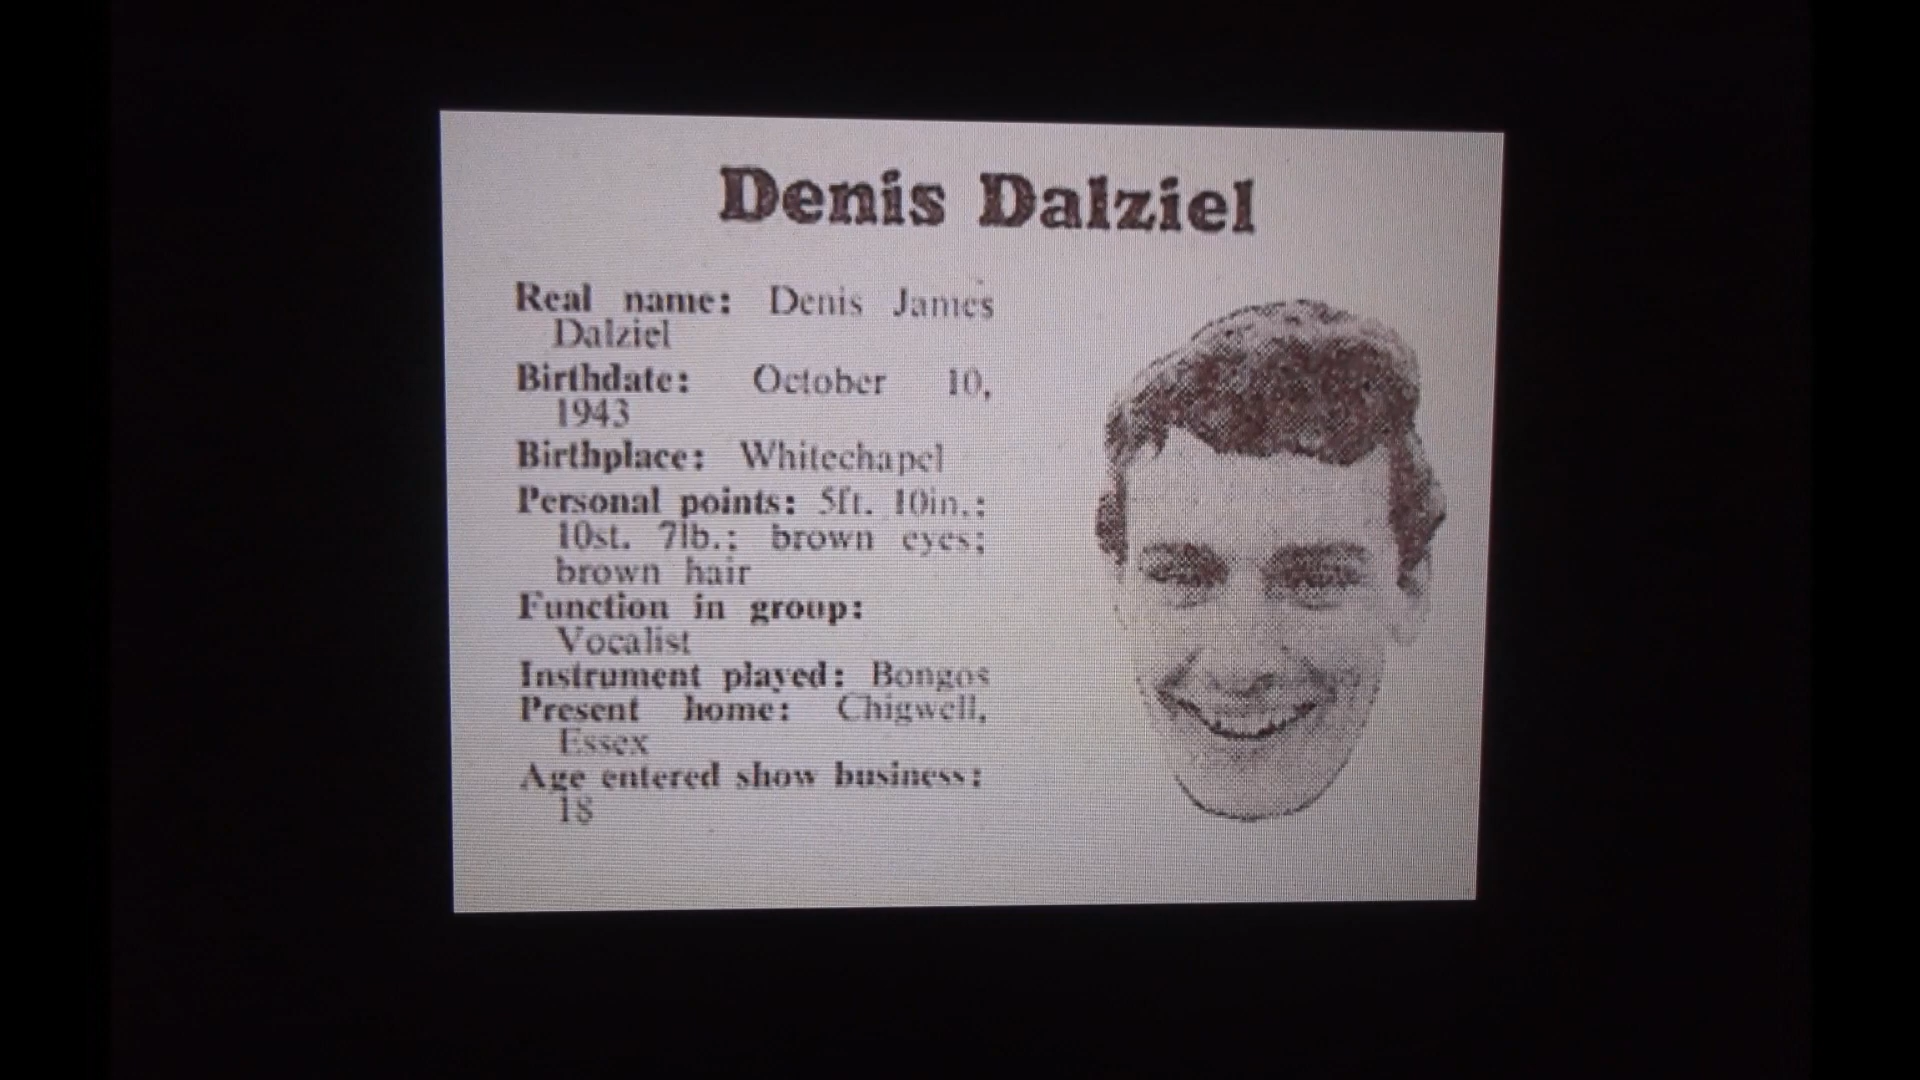 Denis Dalziel
Real name: Denis James
Dalziel
Birthdate: October 10,
1943
Birthplace: Whitechapel
Personal points: 5ft. 10in.;
10st. 7lb.; brown eyes;
brown hair
Function in group:
Vocalist
Instrument played: Bongos
Present home: Chigwell,
Essex
Age entered show business:
18